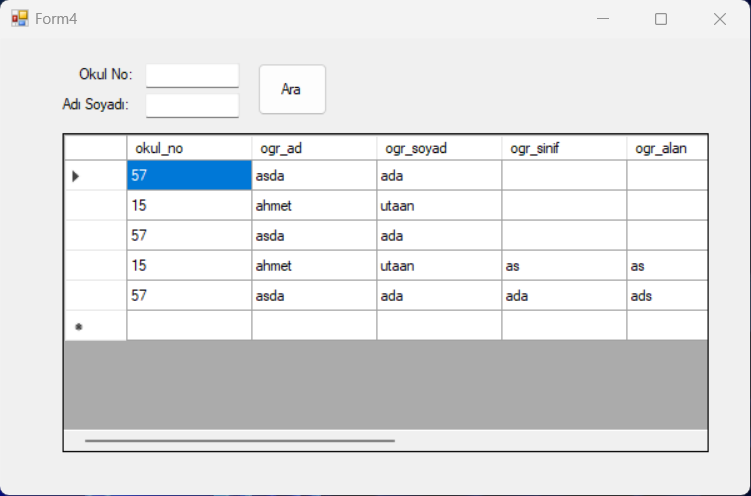 Form4
Okul No:
Ara
Adı Soyadı:
okul_no ogr_ad ogr_soyad ogr_sinif ogr_alan
57 asda ada
15 ahmet utaan
57 asda ada
15 ahmet utaan as as
57 asda ada ada ads